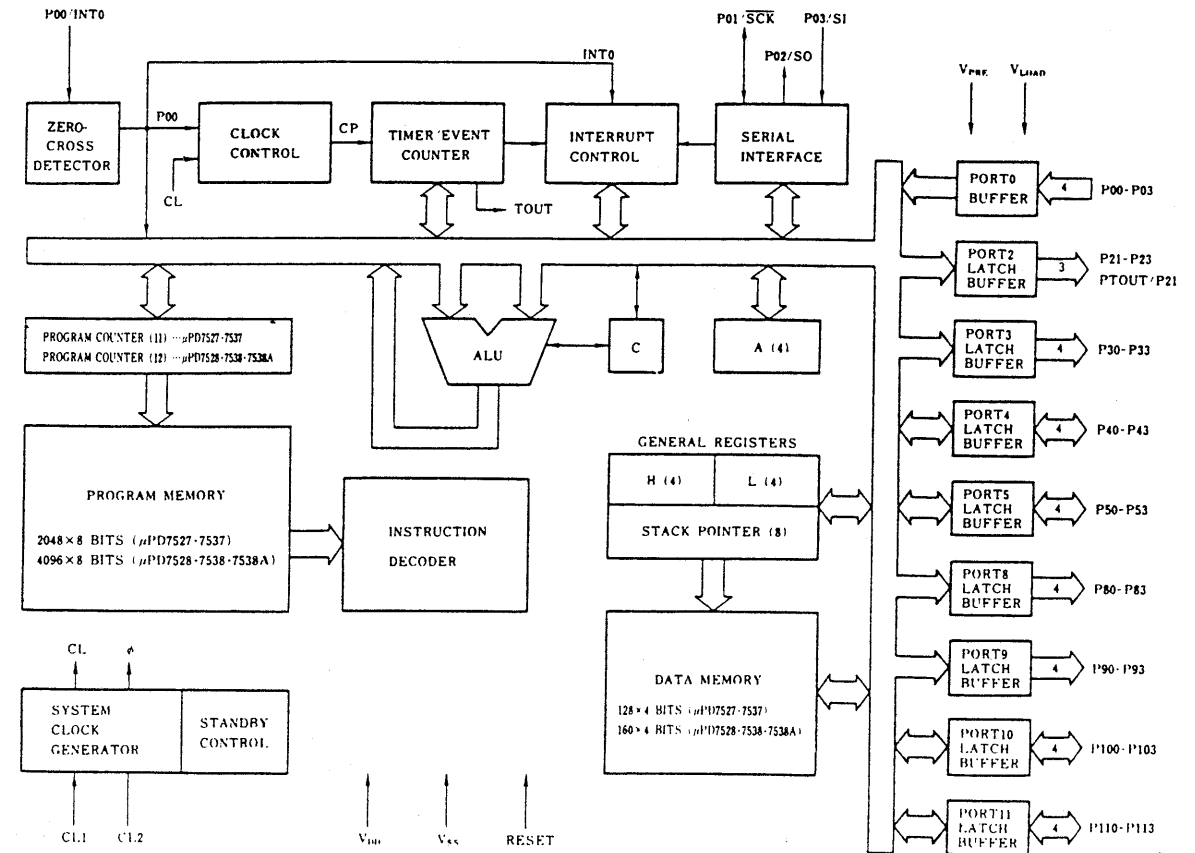 P00/INT0
P01/SCK
P03/SI
INT0
P02/SO
VPRE
VLOAD
ZERO-
CROSS
DETECTOR
P00
CLOCK
CONTROL
CP
TIMER/EVENT
COUNTER
INTERRUPT
CONTROL
SERIAL
INTERFACE
CL
TOUT
PORT0
BUFFER
4
P00-P03
PORT2
LATCH
BUFFER
3
P21-P23
PTOUT/P21
PROGRAM COUNTER (11) ···μPD7527·7537
PROGRAM COUNTER (12) ···μPD7528·7538·7538A
ALU
C
A (4)
PORT3
LATCH
BUFFER
4
P30-P33
PORT4
LATCH
BUFFER
4
P40-P43
GENERAL REGISTERS
H (4)
L (4)
STACK POINTER (8)
PROGRAM MEMORY
2048×8 BITS (μPD7527·7537)
4096×8 BITS (μPD7528·7538·7538A)
INSTRUCTION
DECODER
PORT5
LATCH
BUFFER
4
P50-P53
PORT8
LATCH
BUFFER
4
P80-P83
CL
φ
SYSTEM
CLOCK
GENERATOR
STANDBY
CONTROL
DATA MEMORY
128×4 BITS (μPD7527·7537)
160×4 BITS (μPD7528·7538·7538A)
PORT9
LATCH
BUFFER
4
P90-P93
PORT10
LATCH
BUFFER
4
P100-P103
CL1
CL2
VDD
VSS
RESET
PORT11
LATCH
BUFFER
4
P110-P113